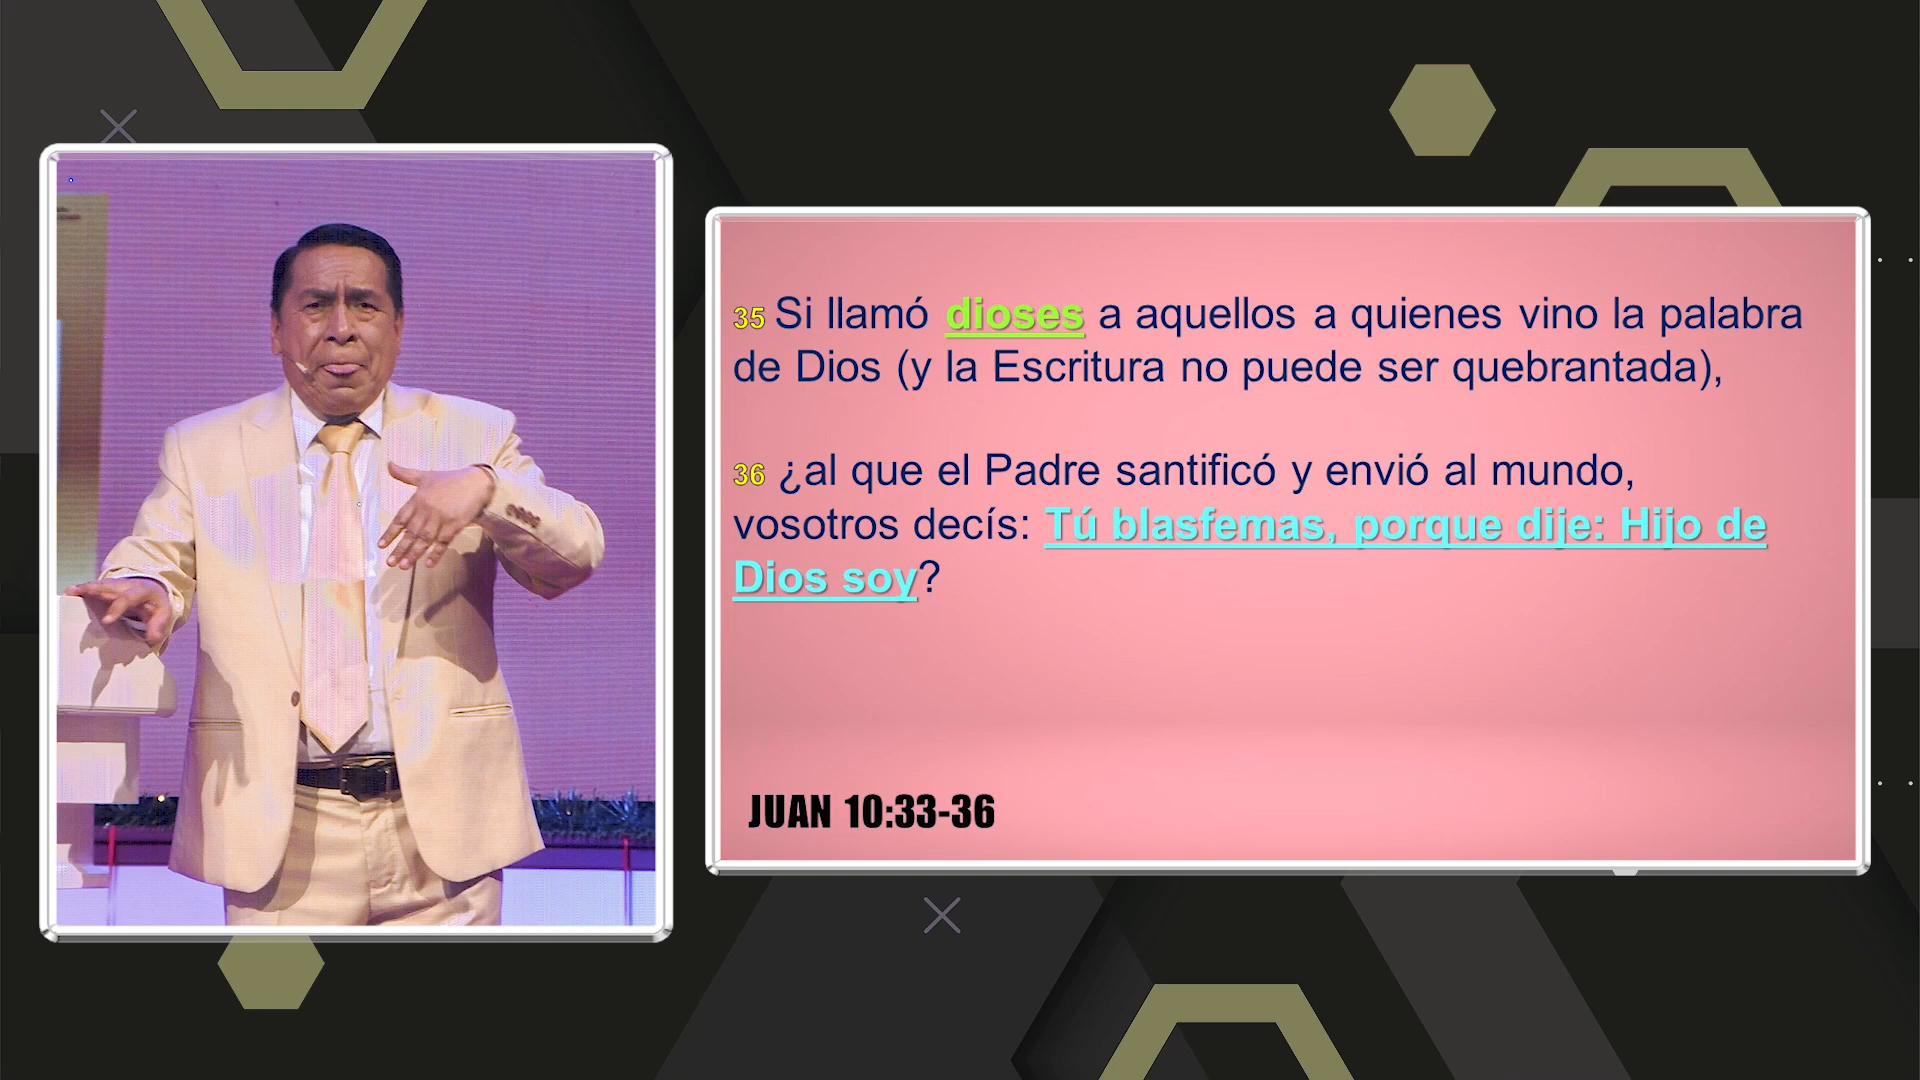 35 Si llamó dioses a aquellos a quienes vino la palabra
de Dios (y la Escritura no puede ser quebrantada),
36 ¿al que el Padre santificó y envió al mundo,
vosotros decís: Tú blasfemas, porque dije: Hijo de
Dios soy?
JUAN 10:33-36